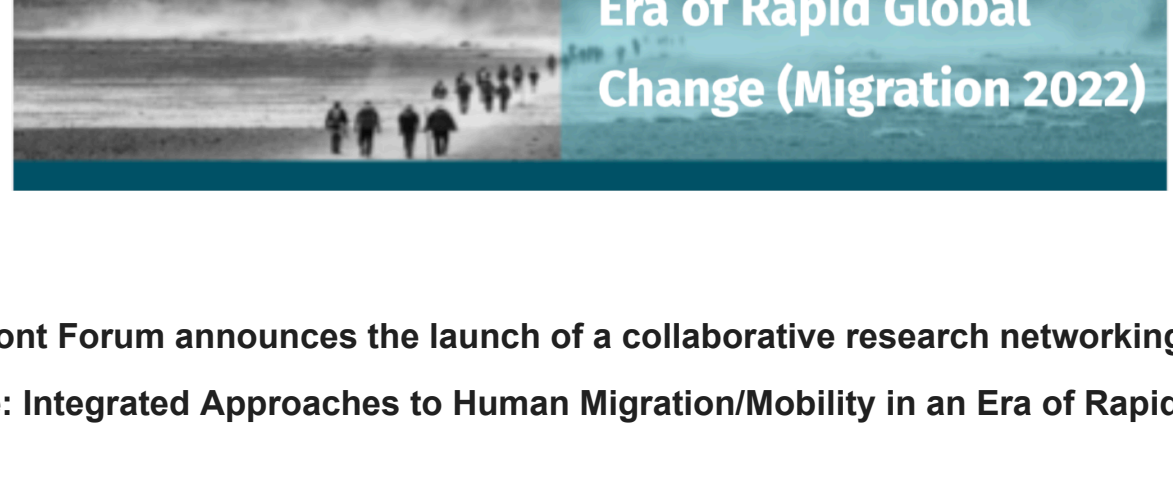 Era of Rapid Global
Change (Migration 2022)
ont Forum announces the launch of a collaborative research networking
: Integrated Approaches to Human Migration/Mobility in an Era of Rapid